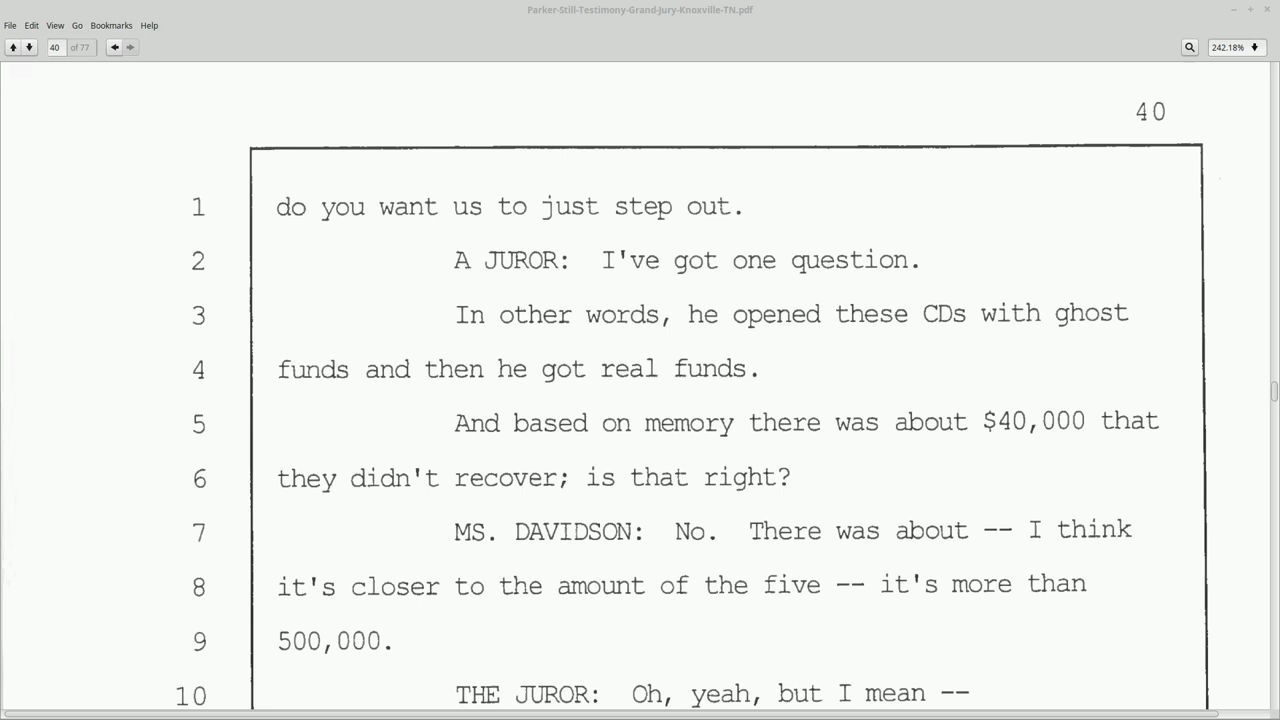 Parker-Still-Testimony-Grand-Jury-Knoxville-TN.pdf
File Edit View Go Bookmarks Help
40 of 77 242.18%
40
1 do you want us to just step out.
2 A JUROR: I've got one question.
3 In other words, he opened these CDs with ghost
4 funds and then he got real funds.
5 And based on memory there was about $40,000 that
6 they didn't recover; is that right?
7 MS. DAVIDSON: No. There was about -- I think
8 it's closer to the amount of the five -- it's more than
9 500,000.
10 THE JUROR: Oh, yeah, but I mean --